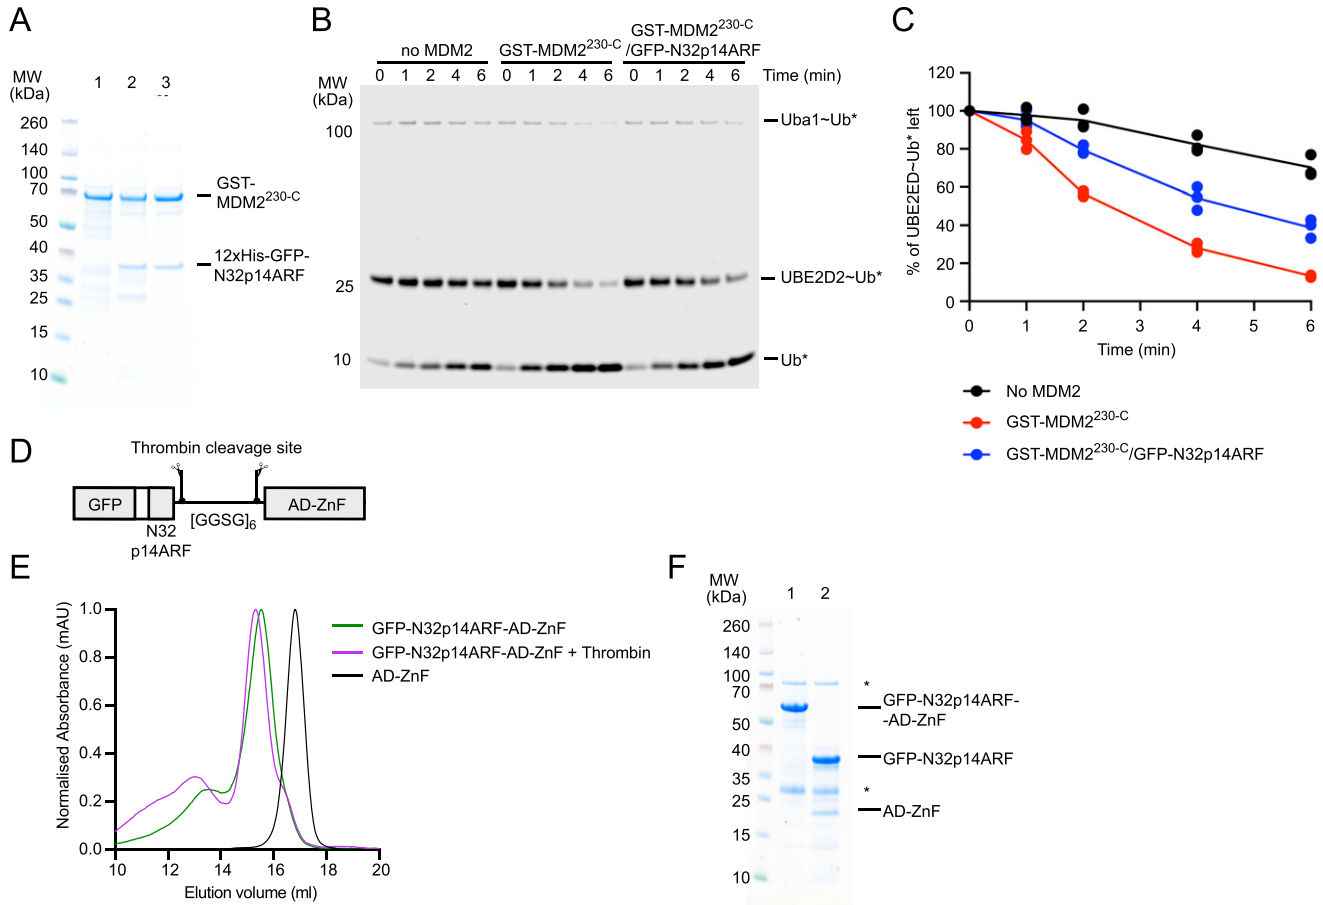 A
MW
(kDa)
1 2 3
260
140
100
70
50
40
35
25
15
10
GST-
MDM2230-C
12xHis-GFP-
N32p14ARF
B
no MDM2
GST-MDM2230-C
GST-MDM2230-C
/GFP-N32p14ARF
0 1 2 4 6 0 1 2 4 6 0 1 2 4 6 Time (min)
MW
(kDa)
100
25
10
Uba1~Ub*
UBE2D2~Ub*
Ub*
C
% of UBE2ED~Ub* left
120
100
80
60
40
20
0
0 1 2 3 4 5 6
Time (min)
No MDM2
GST-MDM2230-C
GST-MDM2230-C/GFP-N32p14ARF
D
Thrombin cleavage site
GFP
AD-ZnF
N32
p14ARF
[GGSG]6
E
Normalised Absorbance (mAU)
1.0
0.8
0.6
0.4
0.2
0.0
10 12 14 16 18 20
Elution volume (ml)
GFP-N32p14ARF-AD-ZnF
GFP-N32p14ARF-AD-ZnF + Thrombin
AD-ZnF
F
MW
(kDa)
1 2
260
140
100
70
50
40
35
25
15
10
*
GFP-N32p14ARF-
-AD-ZnF
GFP-N32p14ARF
*
AD-ZnF